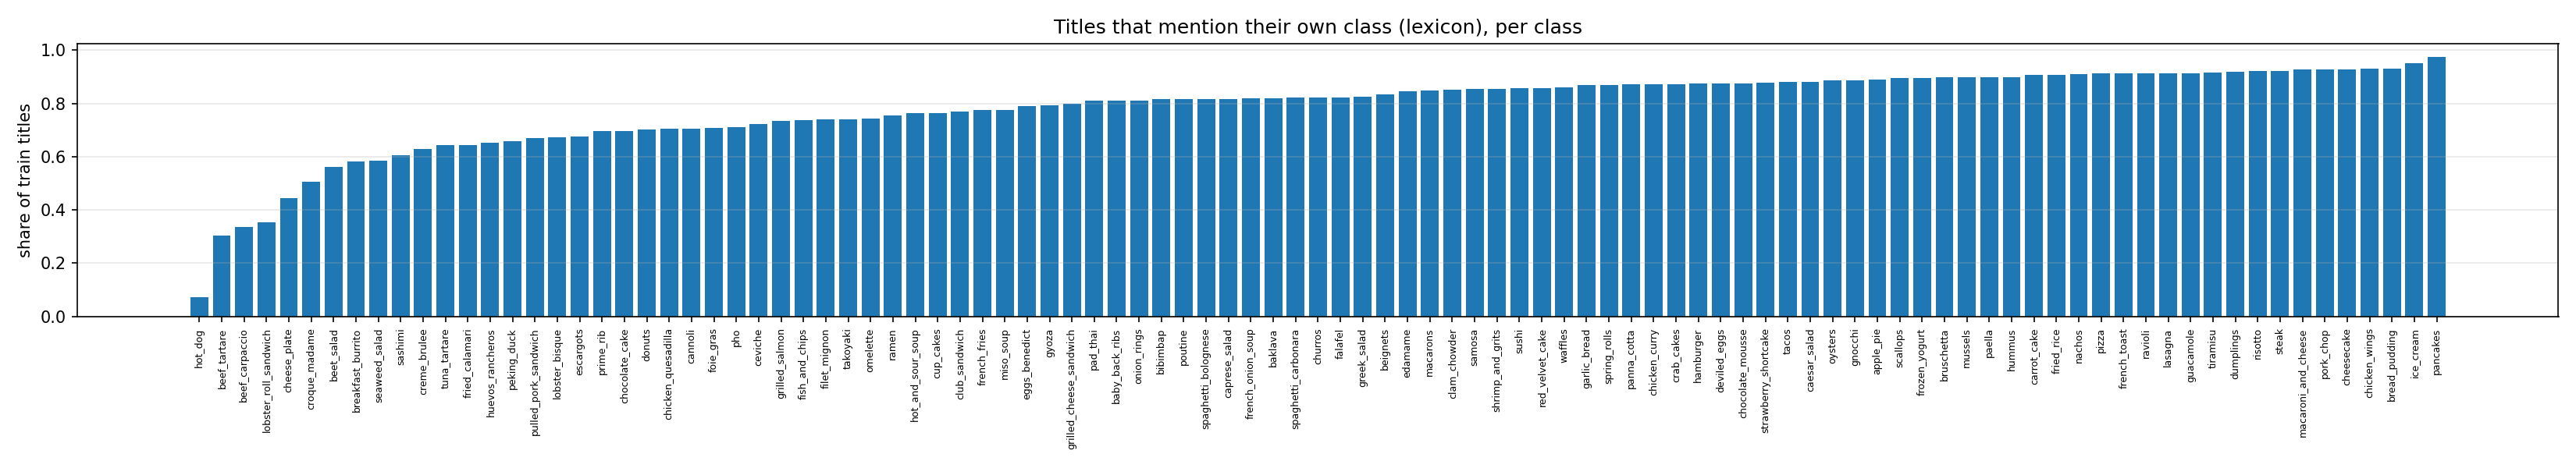 Titles that mention their own class (lexicon), per class
share of train titles
1.0
0.8
0.6
0.4
0.2
0.0
hot_dog
beef_tartare
beef_carpaccio
lobster_roll_sandwich
cheese_plate
croque_madame
beet_salad
breakfast_burrito
seaweed_salad
sashimi
creme_brulee
tuna_tartare
fried_calamari
huevos_rancheros
peking_duck
pulled_pork_sandwich
lobster_bisque
escargots
prime_rib
chocolate_cake
donuts
chicken_quesadilla
cannoli
foie_gras
pho
ceviche
grilled_salmon
fish_and_chips
filet_mignon
takoyaki
omelette
ramen
hot_and_sour_soup
cup_cakes
club_sandwich
french_fries
miso_soup
eggs_benedict
gyoza
grilled_cheese_sandwich
pad_thai
baby_back_ribs
onion_rings
bibimbap
poutine
spaghetti_bolognese
caprese_salad
french_onion_soup
baklava
spaghetti_carbonara
churros
falafel
greek_salad
beignets
edamame
macarons
clam_chowder
samosa
shrimp_and_grits
sushi
red_velvet_cake
waffles
garlic_bread
spring_rolls
panna_cotta
chicken_curry
crab_cakes
hamburger
deviled_eggs
chocolate_mousse
strawberry_shortcake
tacos
caesar_salad
oysters
gnocchi
apple_pie
scallops
frozen_yogurt
bruschetta
mussels
paella
hummus
carrot_cake
fried_rice
nachos
pizza
french_toast
ravioli
lasagna
guacamole
tiramisu
dumplings
risotto
steak
macaroni_and_cheese
pork_chop
cheesecake
chicken_wings
bread_pudding
ice_cream
pancakes